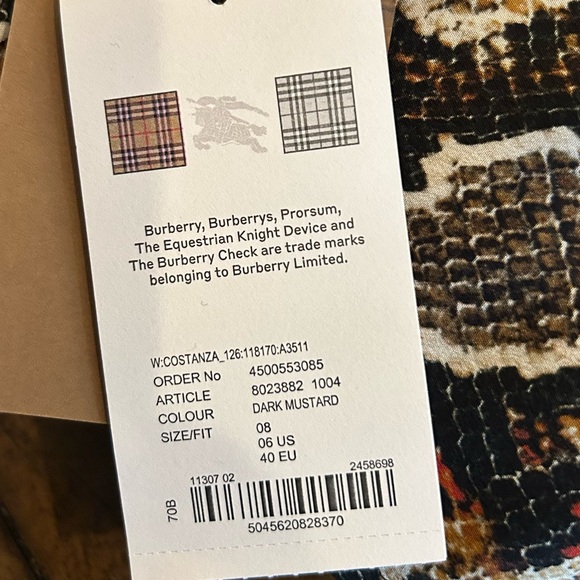 Burberry, Burberrys, Prorsum,
The Equestrian Knight Device and
The Burberry Check are trade marks
belonging to Burberry Limited.
W:COSTANZA_126:118170:A3511
ORDER No 4500553085
ARTICLE 8023882 1004
COLOUR DARK MUSTARD
SIZE/FIT 08
06 US
40 EU
11307 02 2458698
70B
5045620828370